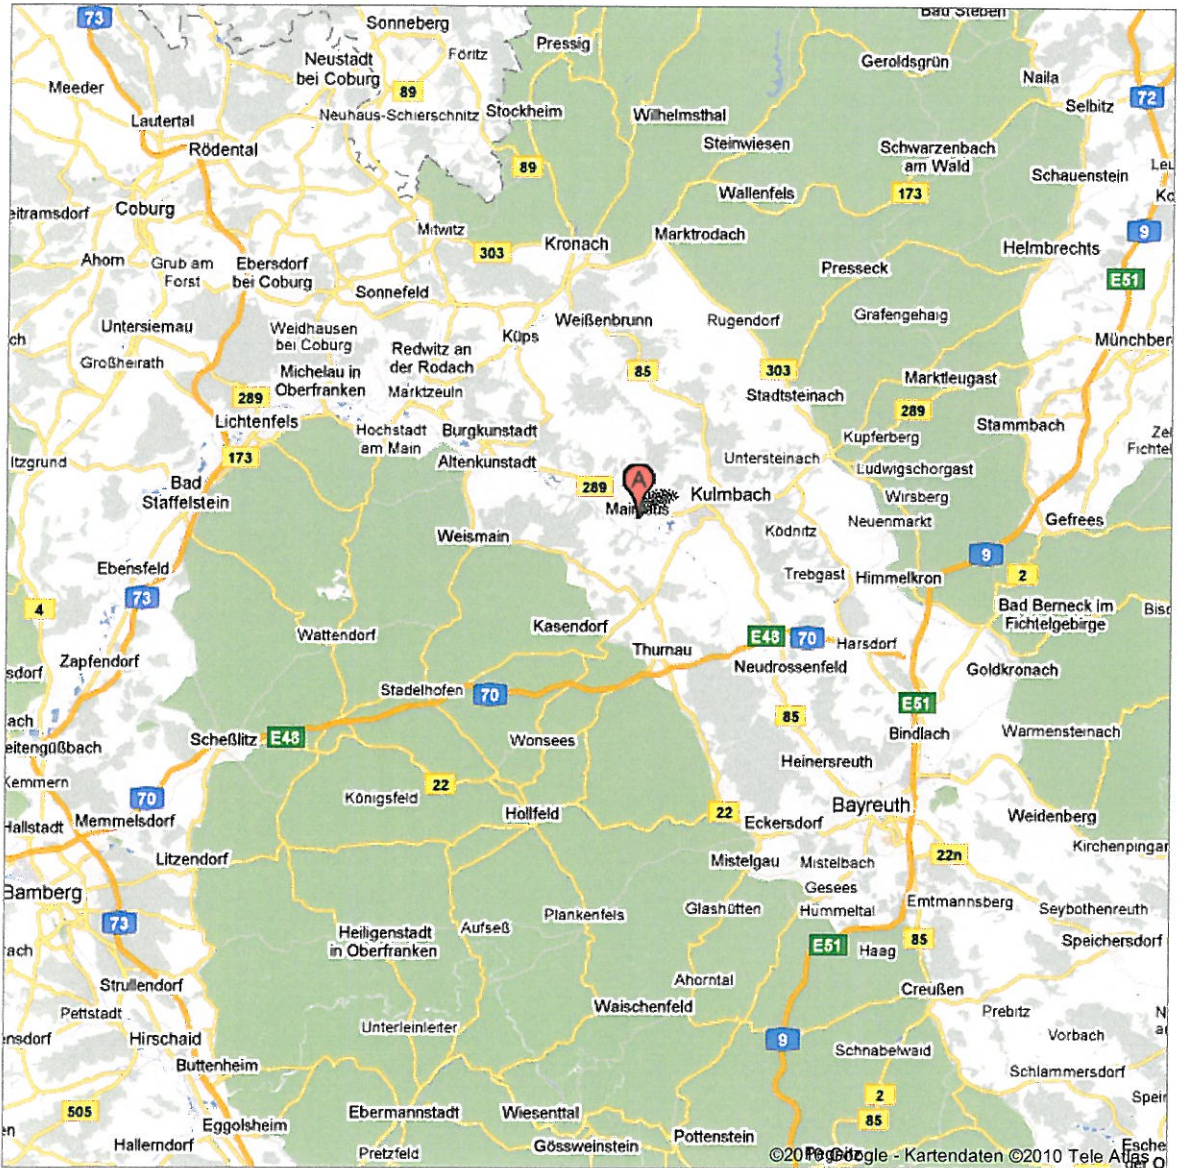 73
Sonneberg
Bad Steben
Pressig
Neustadt
bei Coburg
Föritz
Geroldsgrün
Naila
Meeder
89
Selbitz
72
Lautertal
Neuhaus-Schierschnitz
Stockheim
Wilhelmsthal
Rödental
Steinwiesen
Schwarzenbach
am Wald
89
Schauenstein
Wallenfels
173
Coburg
eitramsdorf
Mitwitz
303
Kronach
Marktrodach
9
Helmbrechts
Ahorn
Grub am
Forst
Ebersdorf
bei Coburg
Presseck
E51
Sonnefeld
Untersiemau
Weidhausen
bei Coburg
Weißenbrunn
Rugendorf
Grafengehaig
Küps
Münchber
Großheirath
Redwitz an
der Rodach
Michelau in
Oberfranken
85
303
Marktleugast
289
Marktzeuln
Stadtsteinach
289
Lichtenfels
Hochstadt
am Main
Burgkunstadt
Stammbach
Kupferberg
173
Itzgrund
Altenkunstadt
Untersteinach
Ludwigschorgast
Bad
Staffelstein
289
A
Kulmbach
Wirsberg
Neuenmarkt
Gefrees
Weismain
Ködnitz
9
Ebensfeld
Trebgast
Himmelkron
2
73
4
Bad Berneck im
Fichtelgebirge
Wattendorf
Kasendorf
E48
70
Harsdorf
Thurnau
Zapfendorf
Neudrossenfeld
Goldkronach
sdorf
Stadelhofen
70
E51
85
Bindlach
Warmensteinach
eitengüßbach
Scheßlitz
E48
Wonsees
Heinersreuth
Kemmern
70
Königsfeld
22
Bayreuth
Hollfeld
22
Eckersdorf
Weidenberg
Hallstadt
Memmelsdorf
Litzendorf
Mistelgau
Mistelbach
22n
Kirchenpingar
Bamberg
Gesees
Glashütten
Hummeltal
Emtmannsberg
Seybothenreuth
73
Heiligenstadt
in Oberfranken
Aufseß
Plankenfels
E51
Haag
85
Speichersdorf
Strullendorf
Ahorntal
Creußen
Pettstadt
Waischenfeld
Prebitz
Unterleinleiter
Vorbach
Hirschaid
9
Schnabelwaid
Buttenheim
Schlammersdorf
505
2
Ebermannstadt
Wiesenttal
85
Eggolsheim
Hallerndorf
Pretzfeld
Gössweinstein
Pottenstein
©2010 Google - Kartendaten ©2010 Tele Atlas